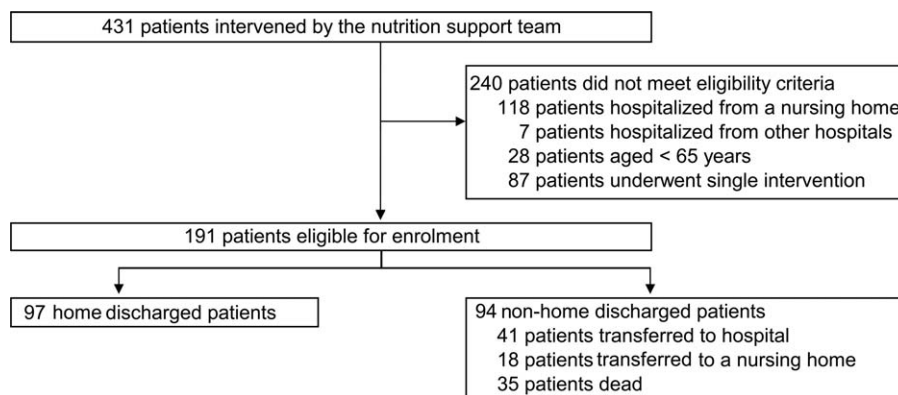 431 patients intervened by the nutrition support team
240 patients did not meet eligibility criteria
118 patients hospitalized from a nursing home
7 patients hospitalized from other hospitals
28 patients aged < 65 years
87 patients underwent single intervention
191 patients eligible for enrolment
97 home discharged patients
94 non-home discharged patients
41 patients transferred to hospital
18 patients transferred to a nursing home
35 patients dead